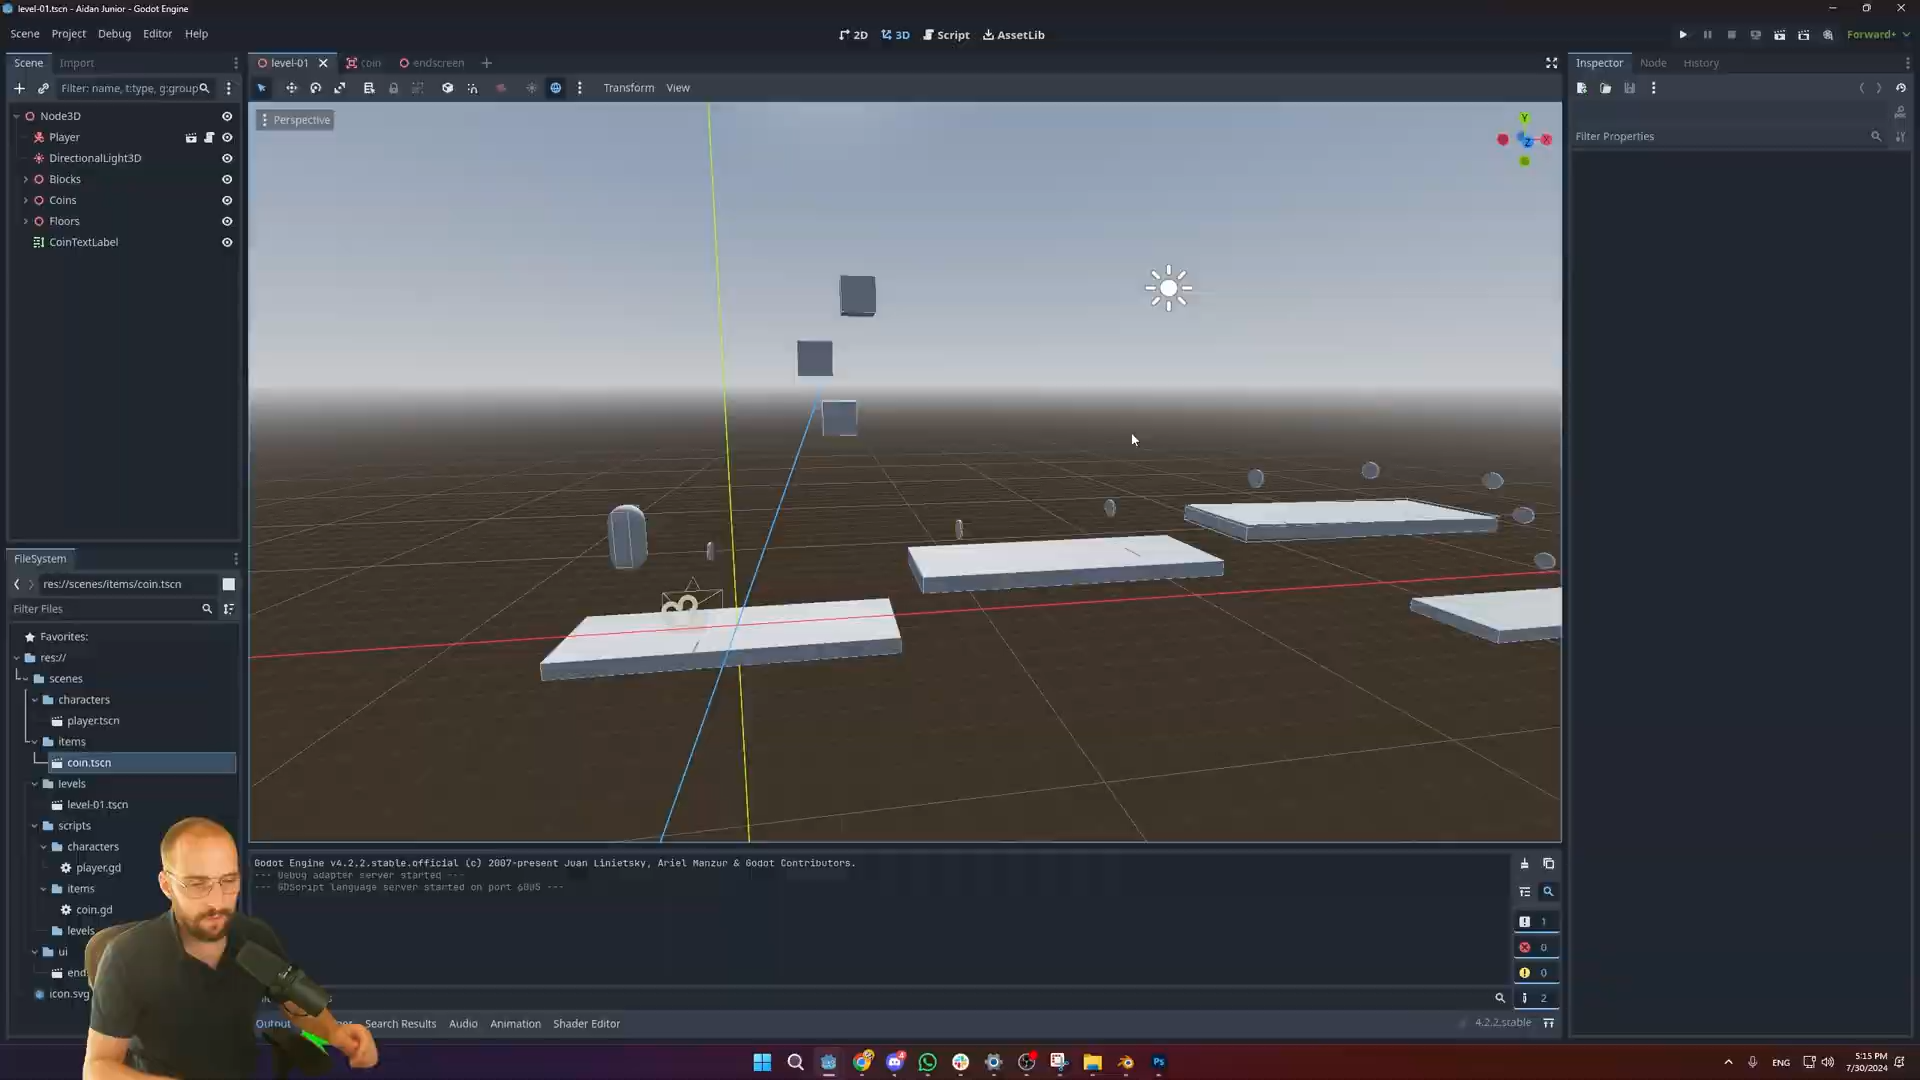 level-01.tscn - Aidan Junior - Godot Engine
Scene Project Debug Editor Help
2D 3D Script AssetLib
Forward+
Scene Import
level-01 coin endscreen
Inspector Node History
Filter: name, t:type, g:group
Transform View
Perspective
Y
X
Z
Filter Properties
Node3D
Player
DirectionalLight3D
Blocks
Coins
Floors
CoinTextLabel
FileSystem
res://scenes/items/coin.tscn
Filter Files
Favorites:
res://
scenes
characters
player.tscn
items
coin.tscn
levels
level-01.tscn
scripts
characters
player.gd
items
coin.gd
levels
ui
icon.svg
Godot Engine v4.2.2.stable.official (c) 2007-present Juan Linietsky, Ariel Manzur & Godot Contributors.
--- Debug adapter server started ---
--- GDScript language server started on port 6005 ---
1
0
0
2
Output Search Results Audio Animation Shader Editor
4.2.2.stable
4
Ps
ENG
5:15 PM
7/30/2024